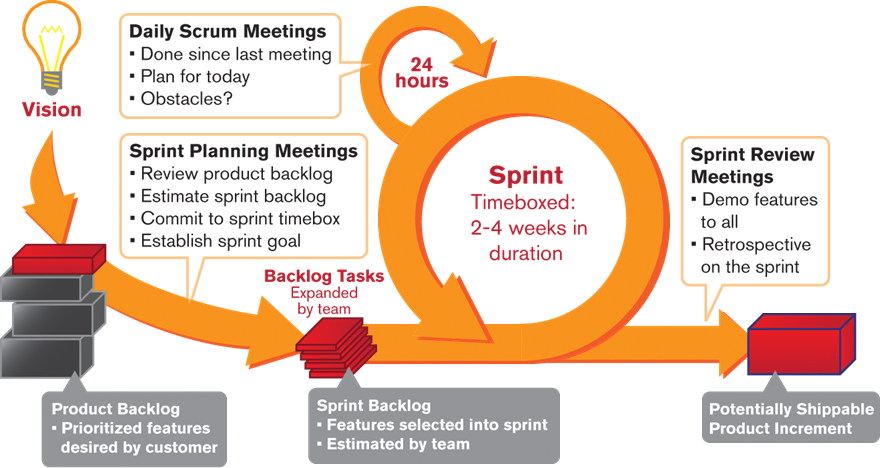 Vision
Daily Scrum Meetings
▪ Done since last meeting
▪ Plan for today
▪ Obstacles?
24
hours
Sprint Planning Meetings
▪ Review product backlog
▪ Estimate sprint backlog
▪ Commit to sprint timebox
▪ Establish sprint goal
Sprint
Timeboxed:
2-4 weeks in
duration
Sprint Review
Meetings
▪ Demo features
to all
▪ Retrospective
on the sprint
Backlog Tasks
Expanded
by team
Product Backlog
▪ Prioritized features
desired by customer
Sprint Backlog
▪ Features selected into sprint
▪ Estimated by team
Potentially Shippable
Product Increment